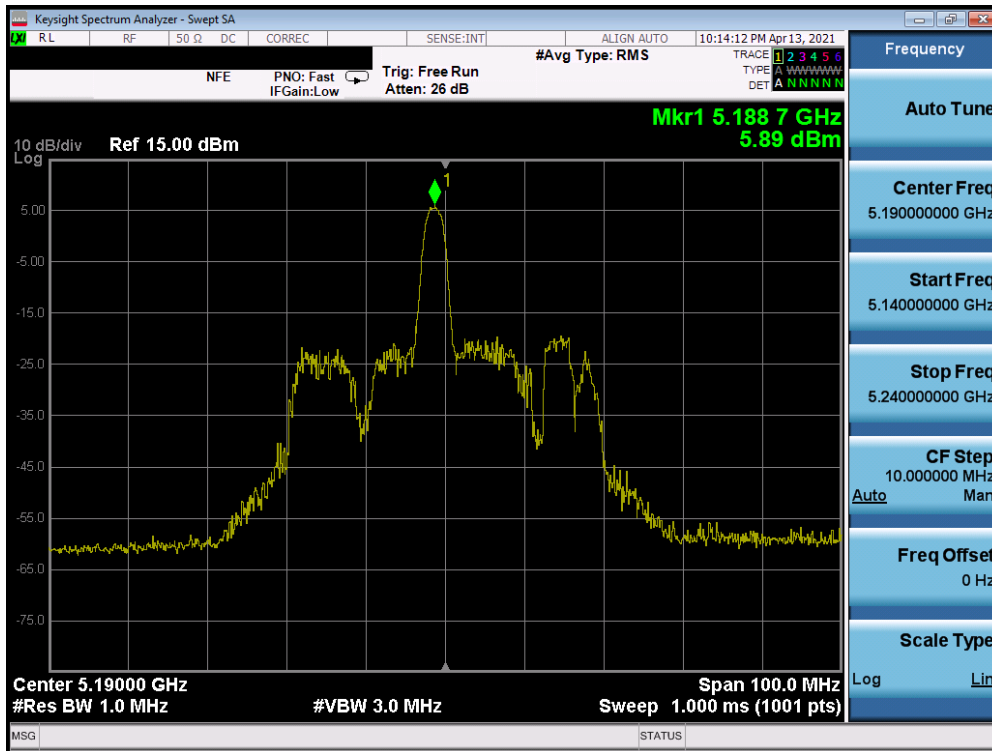 Keysight Spectrum Analyzer - Swept SA
LXI RL RF 50 Ω DC CORREC SENSE:INT ALIGN AUTO 10:14:12 PM Apr 13, 2021
#Avg Type: RMS TRACE 1 2 3 4 5 6
NFE PNO: Fast Trig: Free Run TYPE A WWWWWW
IFGain:Low Atten: 26 dB DET A N N N N N
Mkr1 5.188 7 GHz
5.89 dBm
10 dB/div Ref 15.00 dBm
Log
1
5.00
-5.00
-15.0
-25.0
-35.0
-45.0
-55.0
-65.0
-75.0
Center 5.19000 GHz Span 100.0 MHz
#Res BW 1.0 MHz #VBW 3.0 MHz Sweep 1.000 ms (1001 pts)
MSG STATUS
Frequency
Auto Tune
Center Freq
5.190000000 GHz
Start Freq
5.140000000 GHz
Stop Freq
5.240000000 GHz
CF Step
10.000000 MHz
Auto Man
Freq Offset
0 Hz
Scale Type
Log Lin